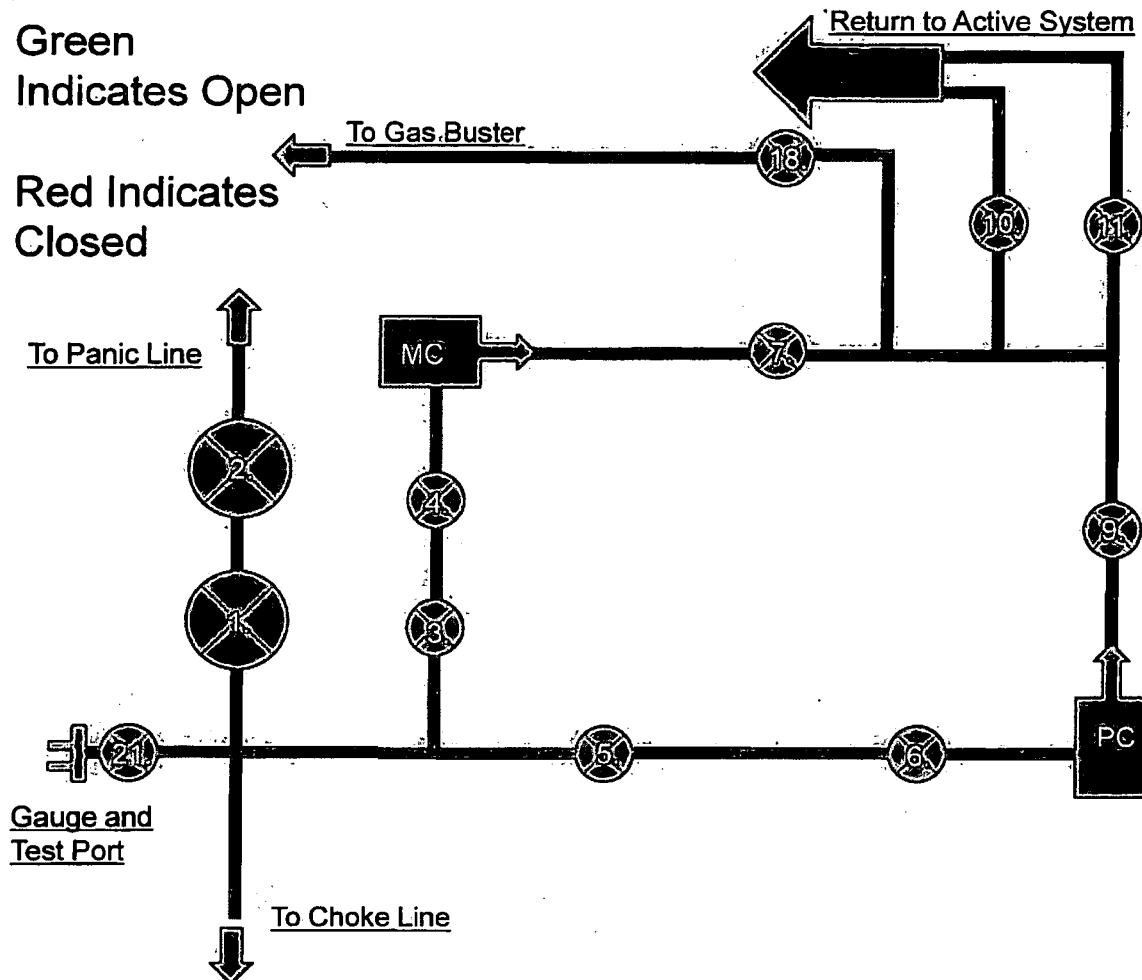 Return to Active System
Green
Indicates Open
To Gas Buster
18.
Red Indicates
Closed
10.
11.
To Panic Line
MC
7.
2.
4.
9.
1.
3.
21.
5.
6.
PC
Gauge and
Test Port
To Choke Line